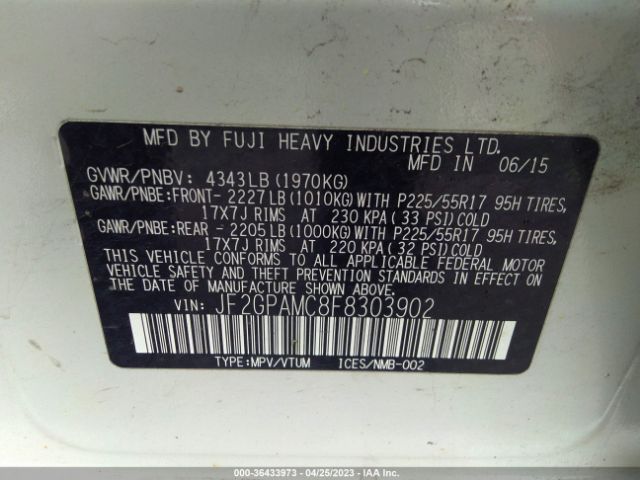 MFD BY FUJI HEAVY INDUSTRIES LTD.
MFD IN 06/15
GVWR/PNBV: 4343LB (1970KG)
GAWR/PNBE:FRONT- 2227LB(1010KG)WITH P225/55R17 95H TIRES,
17X7J RIMS AT 230 KPA( 33 PSI)COLD
GAWR/PNBE:REAR - 2205LB(1000KG)WITH P225/55R17 95H TIRES,
17X7J RIMS AT 220 KPA( 32 PSI)COLD
THIS VEHICLE CONFORMS TO ALL APPLICABLE FEDERAL MOTOR
VEHICLE SAFETY AND THEFT PREVENTION STANDARDS IN EFFECT ON
THE DATE OF MANUFACTURE SHOWN ABOVE.
VIN: JF2GPAMC8F8303902
TYPE:MPV/VTUM ICES/NMB-002
000-36433973 - 04/25/2023 - IAA Inc.